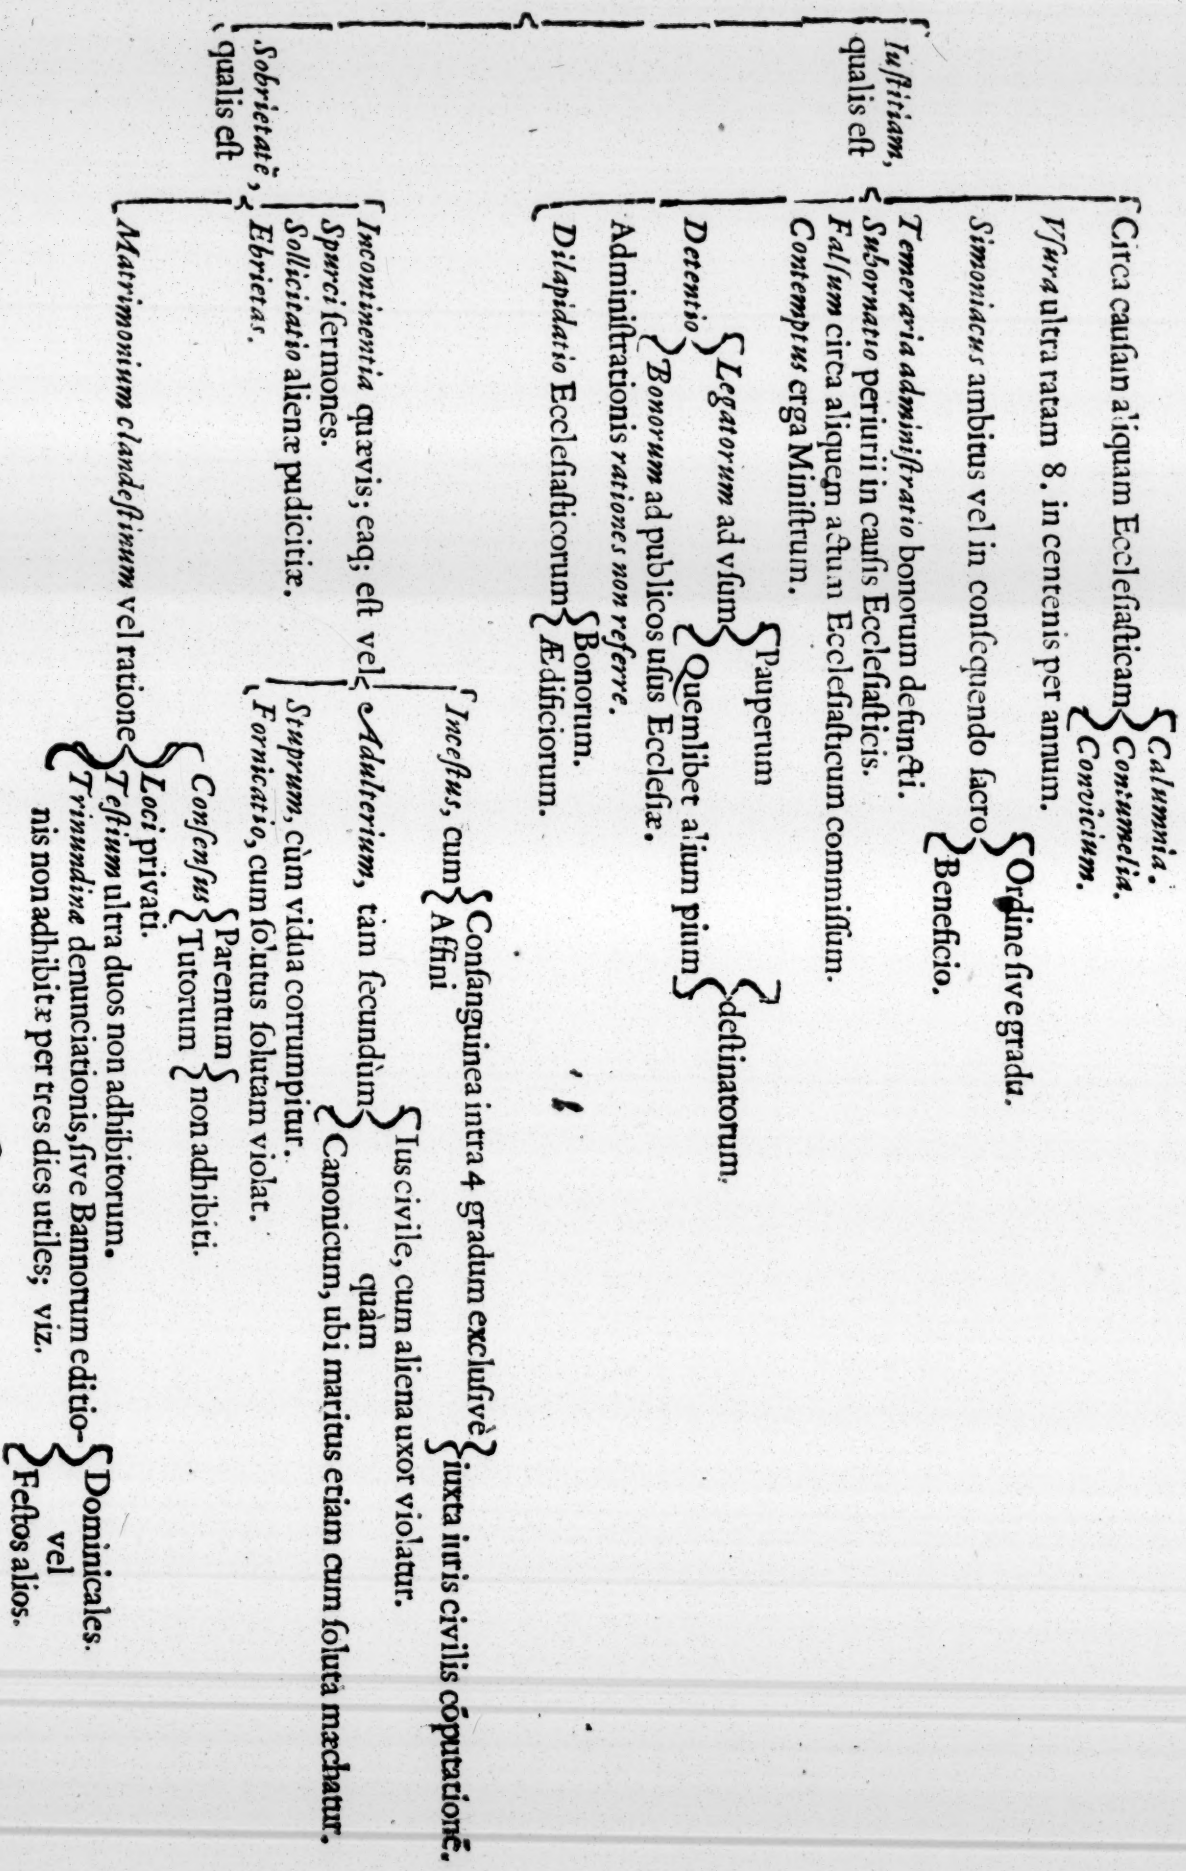 Iuſtitiam,
qualis eſt
Circa cauſam aliquam Eccleſiaſticam
Calumnia.
Contumelia.
Convicium.
Vſura ultra ratam 8. in centenis per annum.
Simoniacus ambitus vel in conſequendo ſacro
Ordine ſive gradu.
Beneficio.
Temeraria adminiſtratio bonorum defuncti.
Subornatio periurii in cauſis Eccleſiaſticis.
Falſum circa aliquem actum Eccleſiaſticum commiſſum.
Contemptus erga Miniſtrum.
Detentio
Legatorum ad vſum
Pauperum
Quemlibet alium pium
deſtinatorum.
Bonorum ad publicos uſus Eccleſiæ.
Adminiſtrationis rationes non referre.
Dilapidatio Eccleſiaſticorum
Bonorum.
Ædificiorum.
Sobrietatē,
qualis eſt
Incontinentia quævis; eaq; eſt vel
Inceſtus, cum
Conſanguinea intra 4 gradum excluſivè
Affini
iuxta iuris civilis cōputationē.
Adulterium, tàm ſecundùm
Ius civile, cum aliena uxor violatur.
quàm
Canonicum, ubi maritus etiam cum ſoluta mæchatur.
Stuprum, cùm vidua corrumpitur.
Fornicatio, cum ſolutus ſolutam violat.
Spurci ſermones.
Sollicitatio alienæ pudicitiæ.
Ebrietas.
Matrimonium clandeſtinum vel ratione
Conſenſus
Parentum
Tutorum
non adhibiti.
Loci privati.
Teſtium ultra duos non adhibitorum.
Trinundinæ denunciationis, ſive Bannorum editio-
nis non adhibitæ per tres dies utiles; viz.
Dominicales.
vel
Feſtos alios.